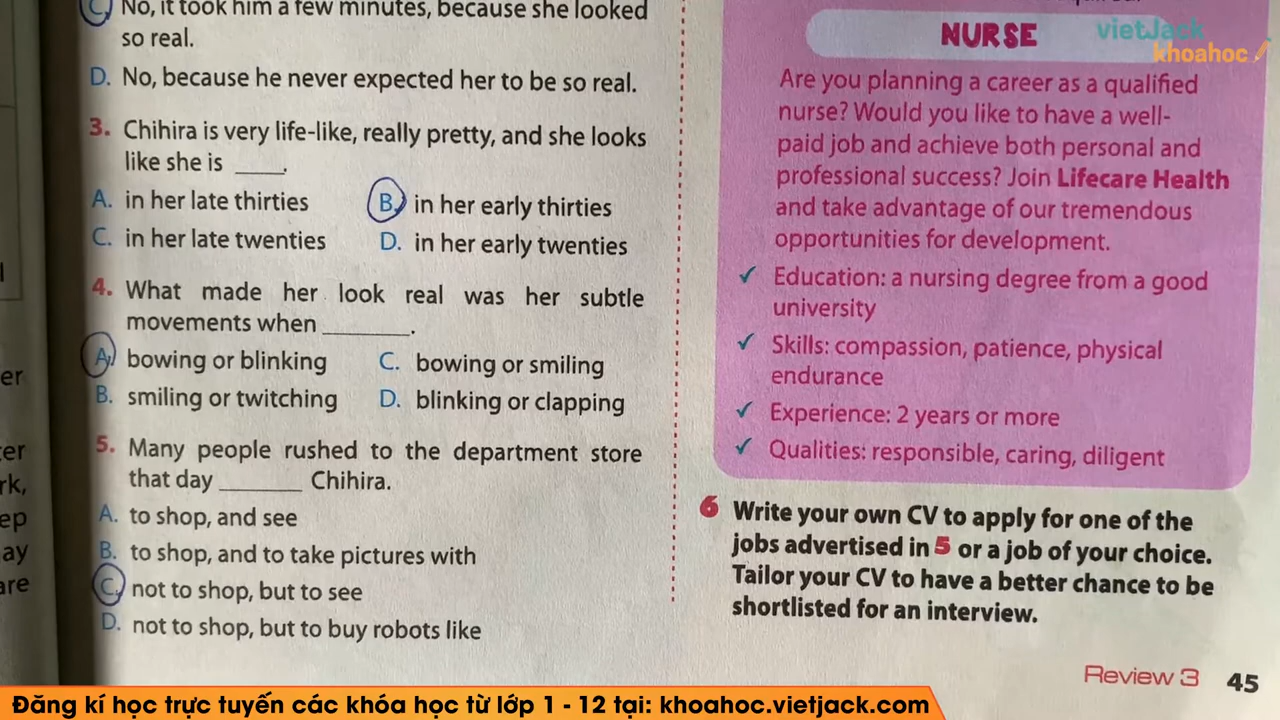 C. No, it took him a few minutes, because she looked
so real.
D. No, because he never expected her to be so real.
3. Chihira is very life-like, really pretty, and she looks
like she is ____.
A. in her late thirties
B. in her early thirties
C. in her late twenties
D. in her early twenties
4. What made her look real was her subtle
movements when ________.
A. bowing or blinking
C. bowing or smiling
B. smiling or twitching
D. blinking or clapping
5. Many people rushed to the department store
that day _______ Chihira.
A. to shop, and see
B. to shop, and to take pictures with
C. not to shop, but to see
D. not to shop, but to buy robots like
er
rk,
ep
ay
are
NURSE
vietJack
khoahoc
Are you planning a career as a qualified
nurse? Would you like to have a well-
paid job and achieve both personal and
professional success? Join Lifecare Health
and take advantage of our tremendous
opportunities for development.
✓ Education: a nursing degree from a good
university
✓ Skills: compassion, patience, physical
endurance
✓ Experience: 2 years or more
✓ Qualities: responsible, caring, diligent
6 Write your own CV to apply for one of the
jobs advertised in 5 or a job of your choice.
Tailor your CV to have a better chance to be
shortlisted for an interview.
Review 3 45
Đăng kí học trực tuyến các khóa học từ lớp 1 - 12 tại: khoahoc.vietjack.com